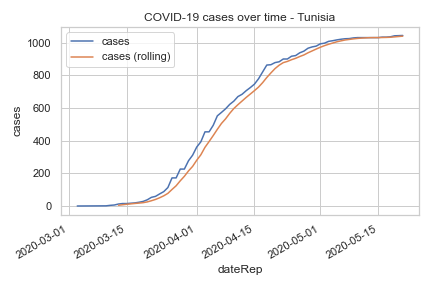 COVID-19 cases over time - Tunisia
cases
cases (rolling)
1000
800
600
400
200
0
cases
2020-03-01
2020-03-15
2020-04-01
2020-04-15
2020-05-01
2020-05-15
dateRep